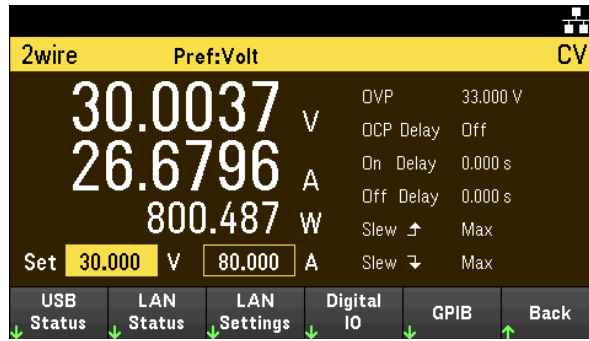 2wire Pref:Volt CV
30.0037 V
26.6796 A
800.487 W
OVP 33.000 V
OCP Delay Off
On Delay 0.000 s
Off Delay 0.000 s
Slew Max
Slew Max
Set 30.000 V 80.000 A
USB Status
LAN Status
LAN Settings
Digital IO
GPIB
Back